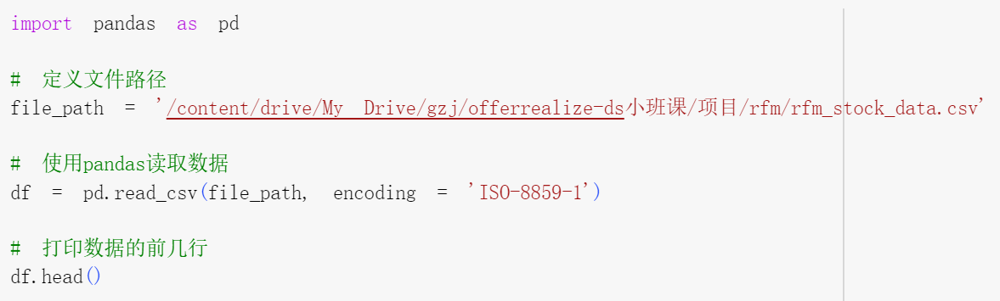 import pandas as pd
# 定义文件路径
file_path = '/content/drive/My Drive/gzj/offerrealize-ds小班课/项目/rfm/rfm_stock_data.csv'
# 使用pandas读取数据
df = pd.read_csv(file_path, encoding = 'ISO-8859-1')
# 打印数据的前几行
df.head()